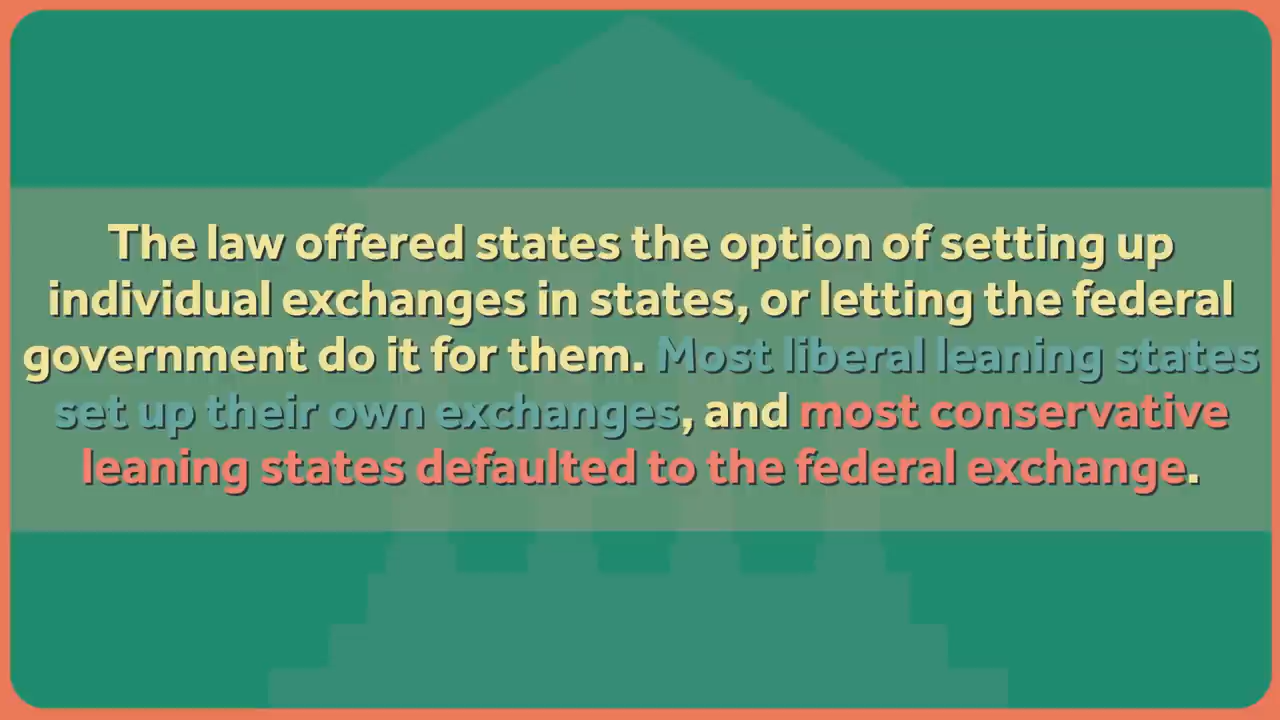 The law offered states the option of setting up
individual exchanges in states, or letting the federal
government do it for them. Most liberal leaning states
set up their own exchanges, and most conservative
leaning states defaulted to the federal exchange.